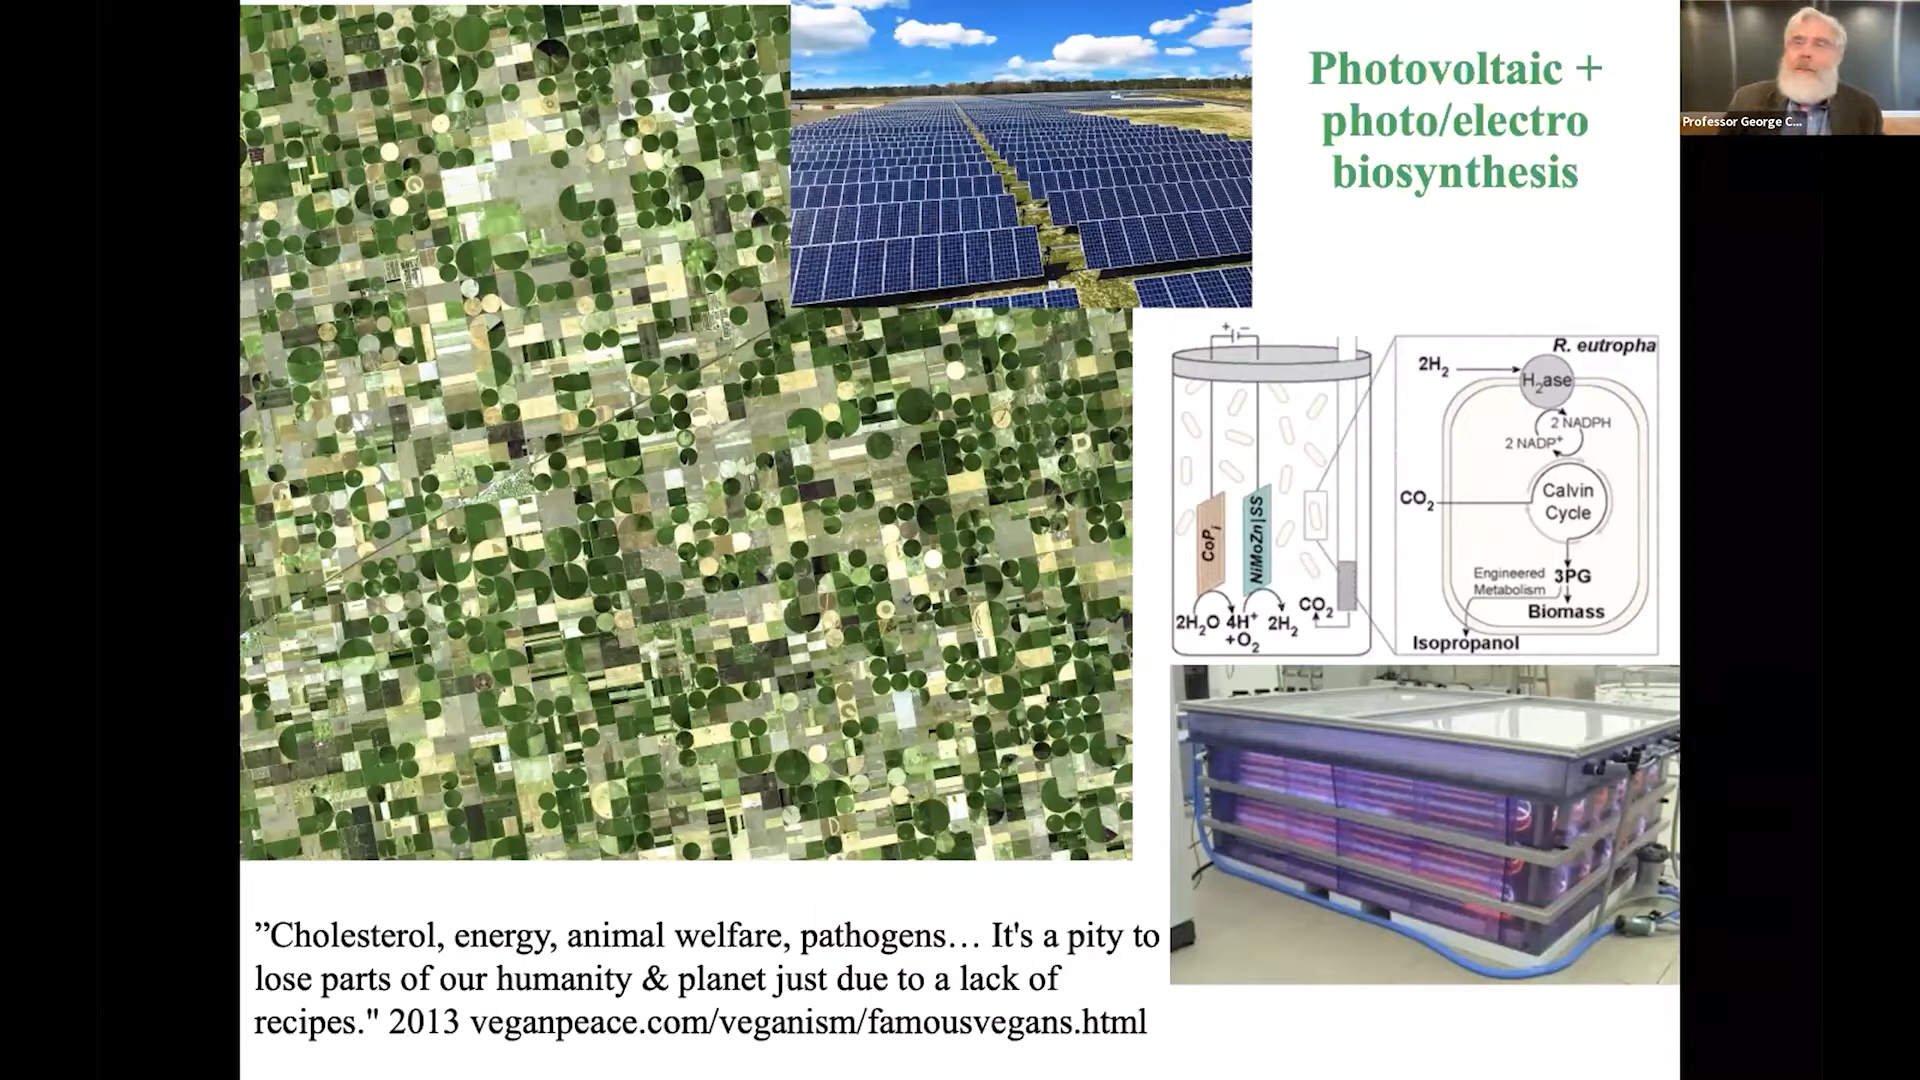 Photovoltaic +
photo/electro
biosynthesis
Professor George C...
+ –
R. eutropha
2H₂
H₂ase
2 NADPH
2 NADP⁺
CO₂
Calvin
Cycle
Engineered
Metabolism
3PG
Biomass
Isopropanol
CoPᵢ
NiMoZn|SS
2H₂O 4H⁺ 2H₂
+O₂
CO₂
”Cholesterol, energy, animal welfare, pathogens… It's a pity to
lose parts of our humanity & planet just due to a lack of
recipes." 2013 veganpeace.com/veganism/famousvegans.html